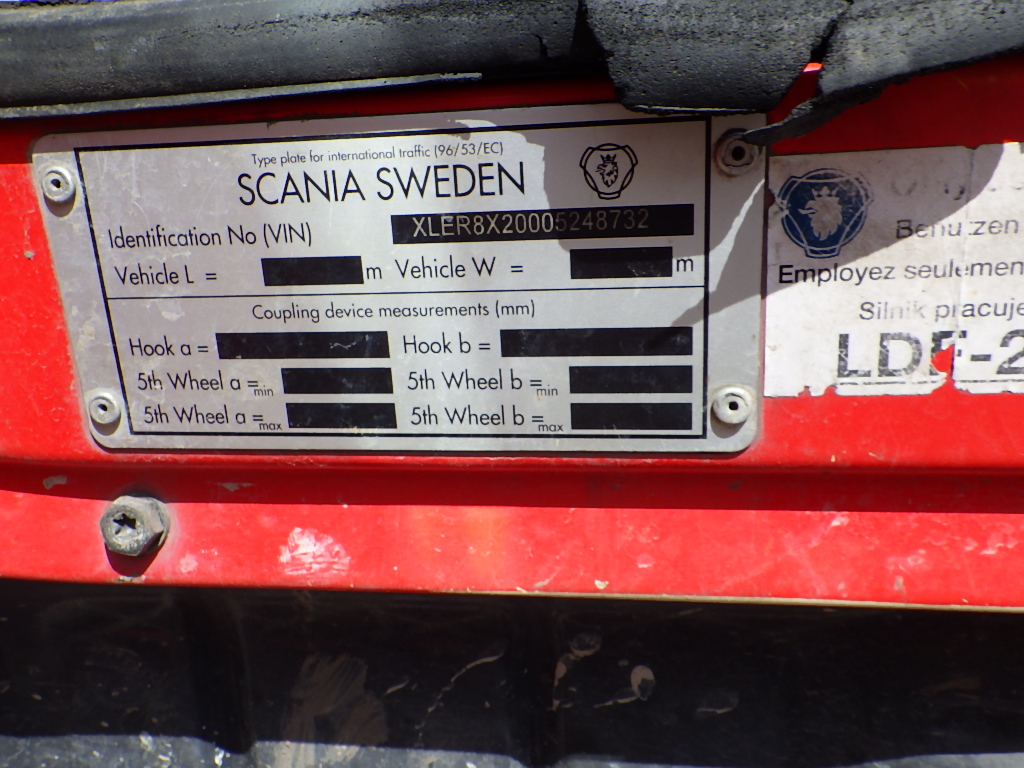 Type plate for international traffic (96/53/EC)
SCANIA SWEDEN
Identification No (VIN) XLER8X20005248732
Vehicle L = m Vehicle W = m
Coupling device measurements (mm)
Hook a = Hook b =
5th Wheel a =min 5th Wheel b =min
5th Wheel a =max 5th Wheel b =max
Benutzen
Employez seulemen
Silnik pracuje
LDF-2